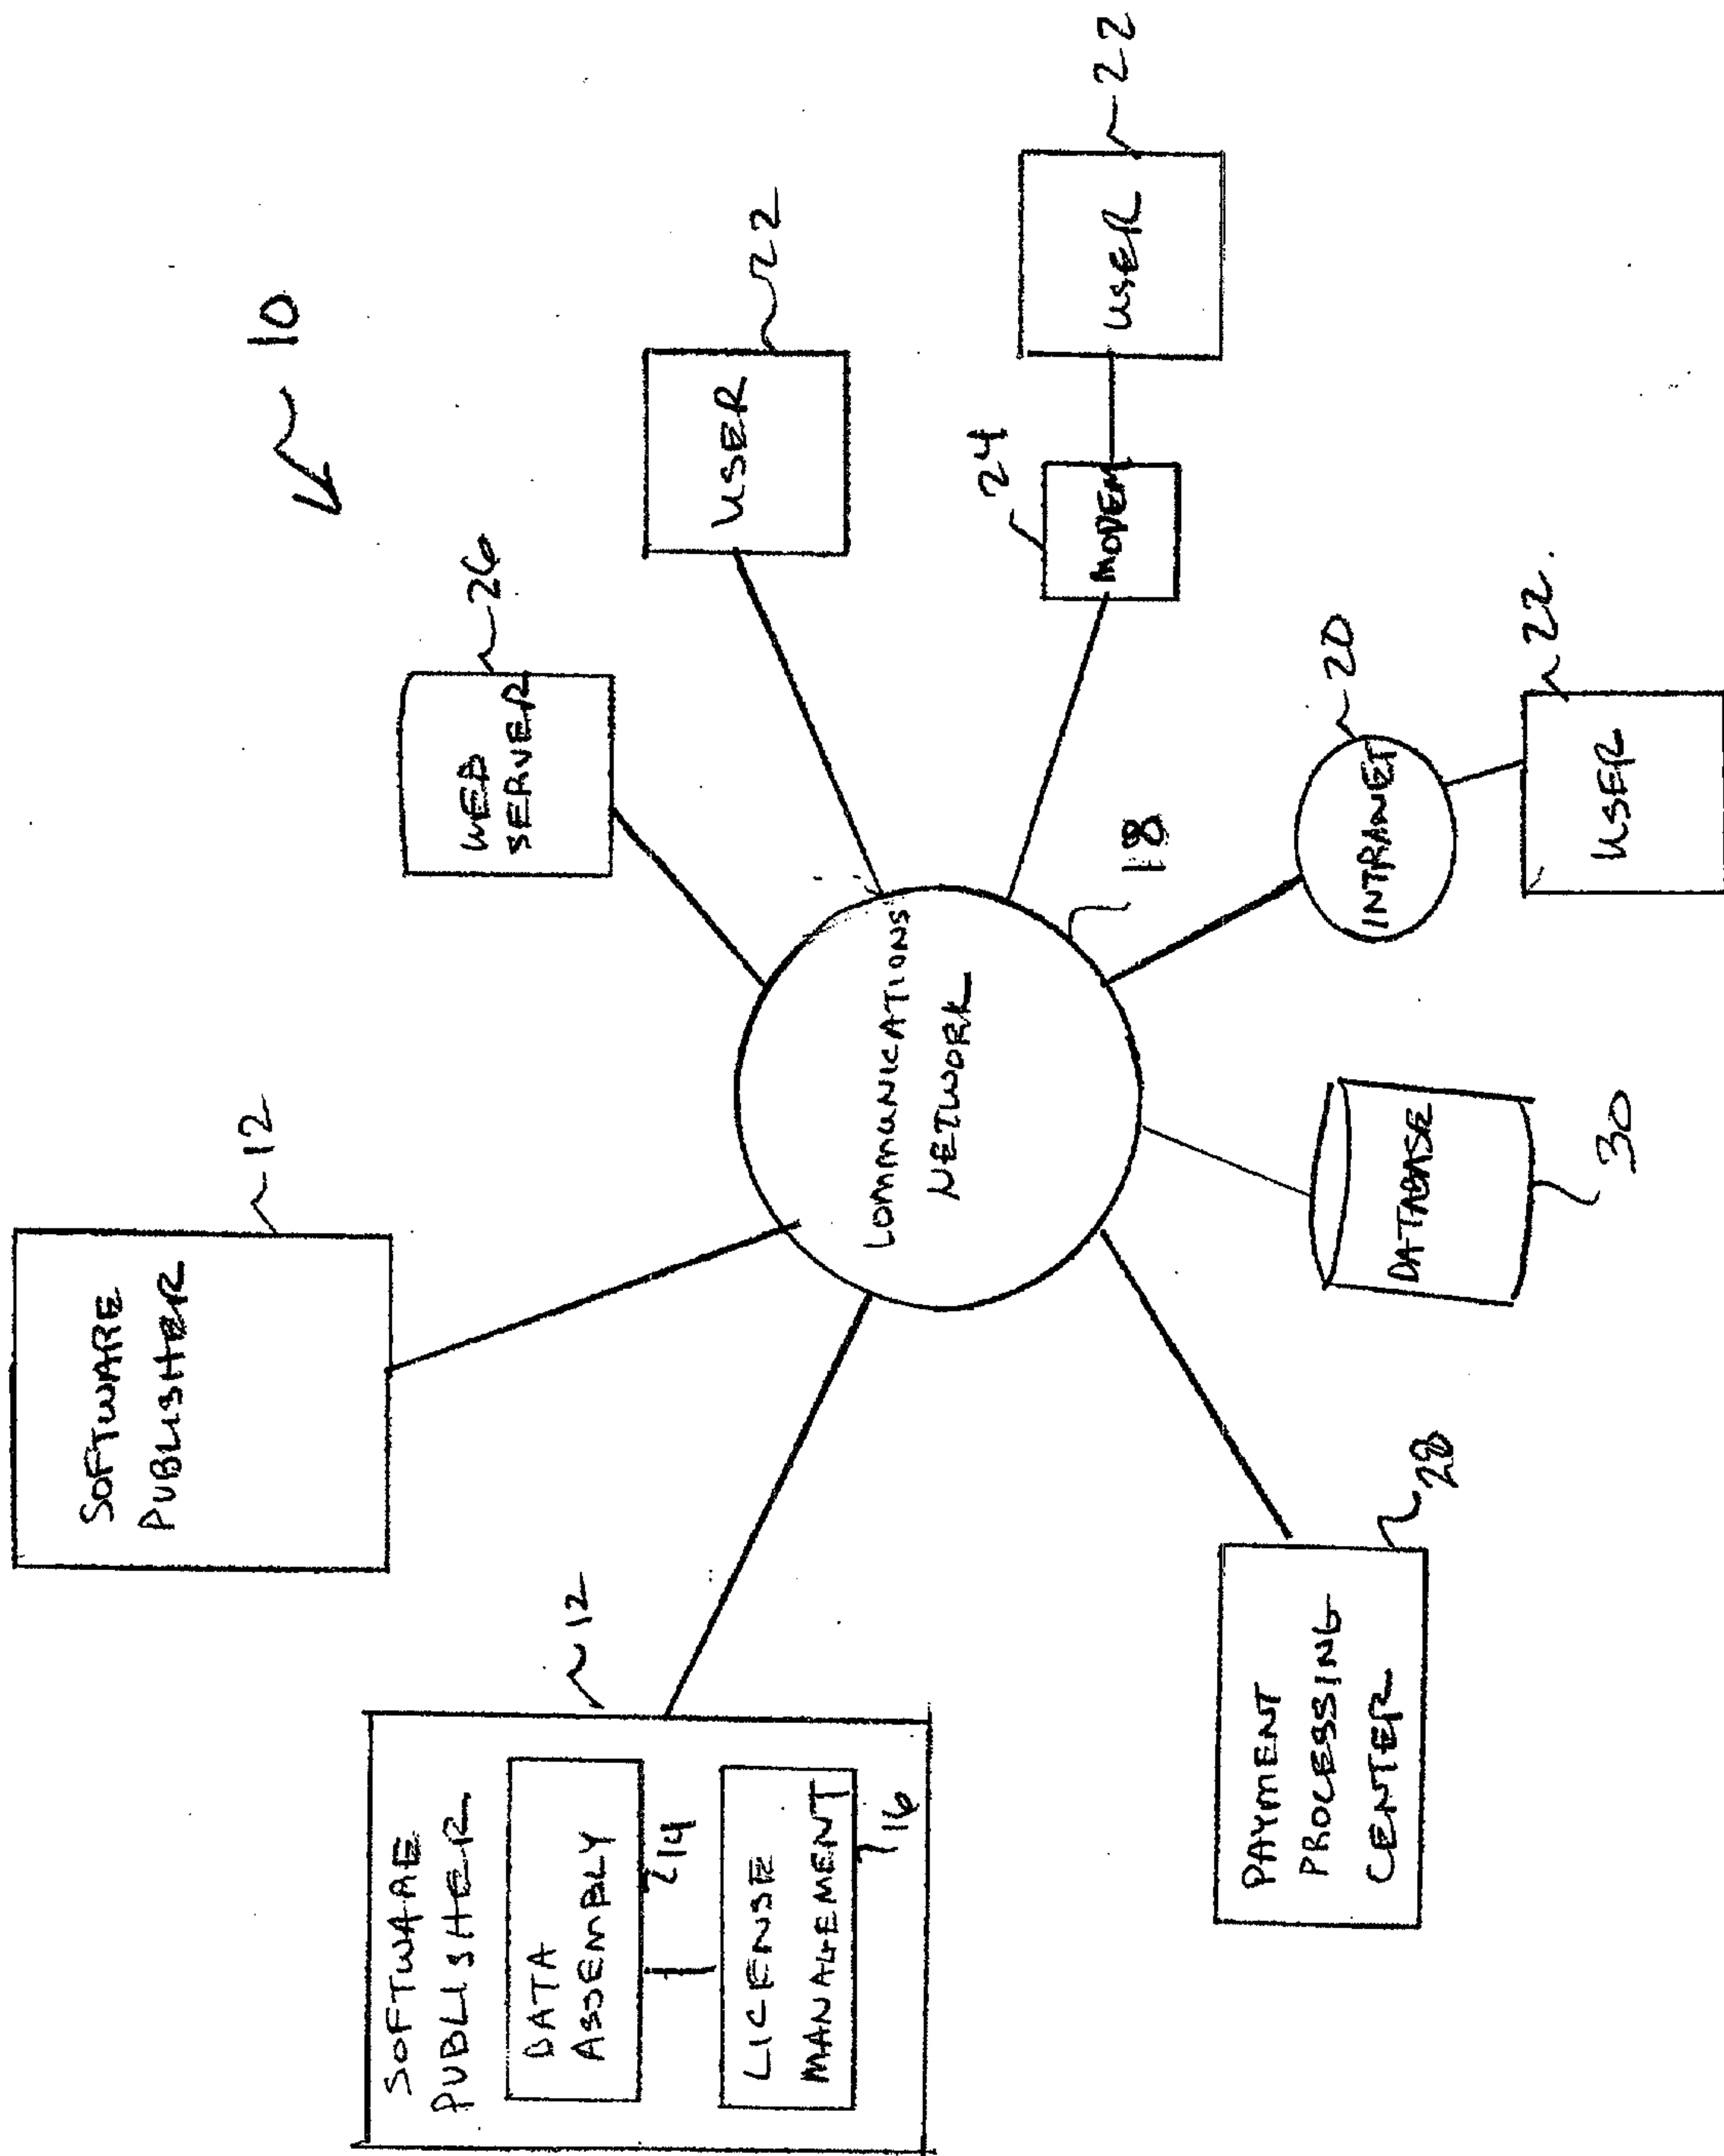 10
SOFTWARE
PUBLISHER
12
WEB
SERVER
26
USER
22
SOFTWARE
PUBLISHER
12
DATA
ASSEMBLY
14
LICENSE
MANAGEMENT
16
COMMUNICATIONS
NETWORK
18
24
MODEM
USER
22
PAYMENT
PROCESSING
CENTER
28
DATABASE
30
INTRANET
20
USER
22